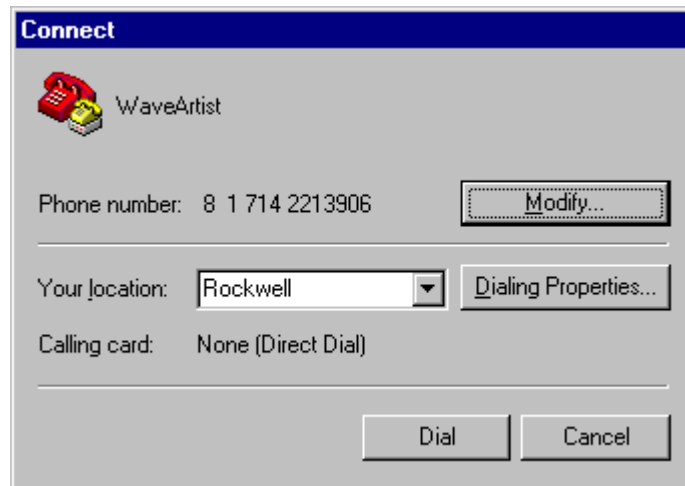 Connect
WaveArtist
Phone number: 8 1 714 2213906 Modify...
Your location: Rockwell Dialing Properties...
Calling card: None (Direct Dial)
Dial Cancel